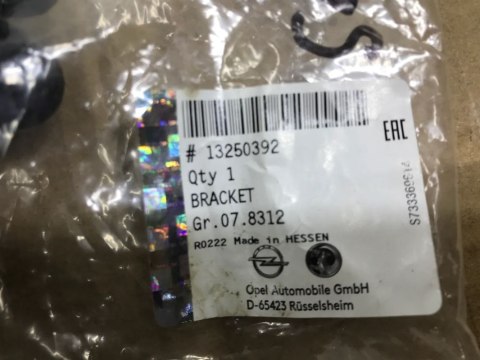 # 13250392
Qty 1
BRACKET
Gr.07.8312
R0222 Made in HESSEN
Opel Automobile GmbH
D-65423 Rüsselsheim
EAC